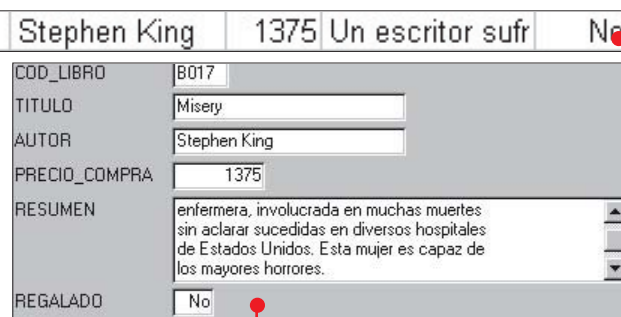 Stephen King 1375 Un escritor sufr No
COD_LIBRO B017
TITULO Misery
AUTOR Stephen King
PRECIO_COMPRA 1375
RESUMEN enfermera, involucrada en muchas muertes
sin aclarar sucedidas en diversos hospitales
de Estados Unidos. Esta mujer es capaz de
los mayores horrores.
REGALADO No